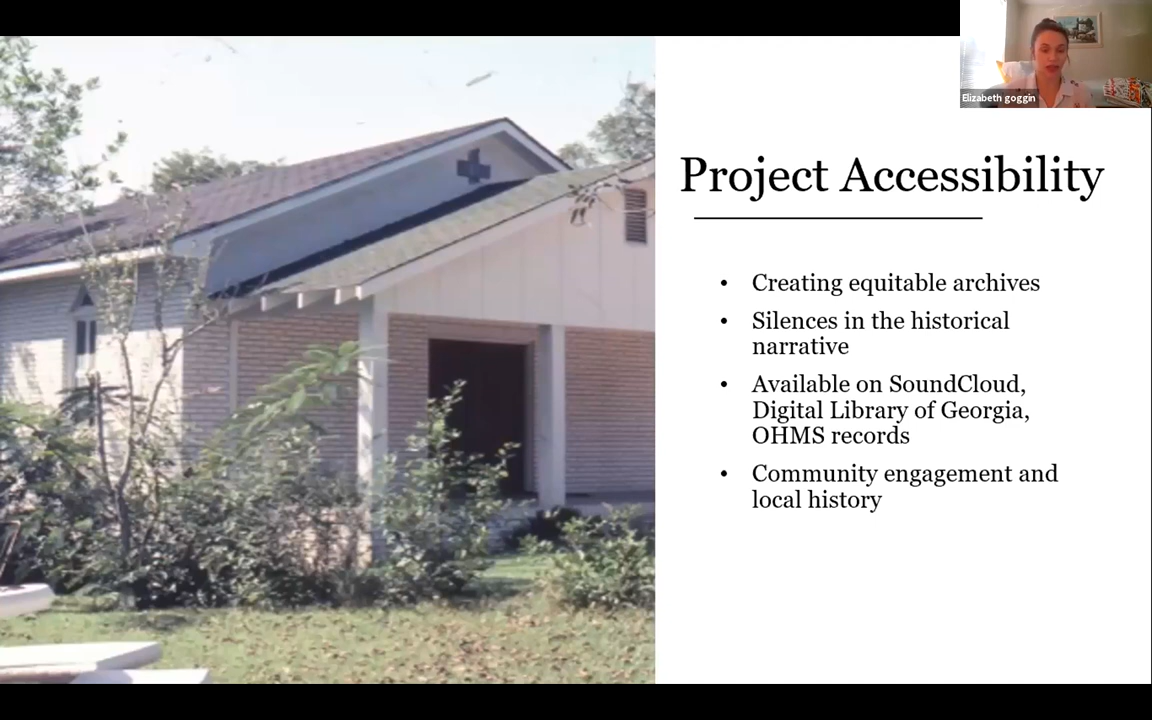 Elizabeth goggin
Project Accessibility
• Creating equitable archives
• Silences in the historical
narrative
• Available on SoundCloud,
Digital Library of Georgia,
OHMS records
• Community engagement and
local history